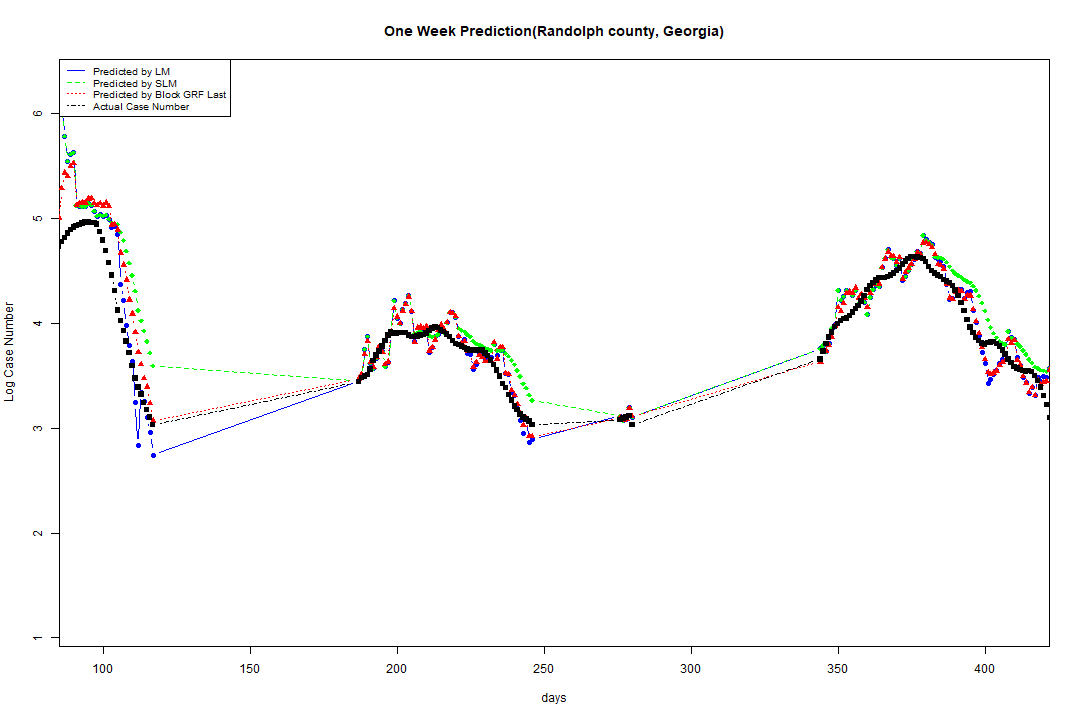 One Week Prediction(Randolph county, Georgia)
Predicted by LM
Predicted by SLM
Predicted by Block GRF Last
Actual Case Number
6
5
4
3
2
1
Log Case Number
100 150 200 250 300 350 400
days